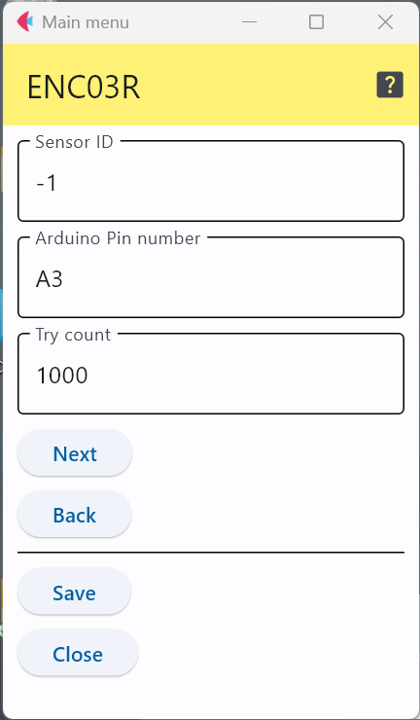 Main menu
ENC03R
?
Sensor ID
-1
Arduino Pin number
A3
Try count
1000
Next
Back
Save
Close